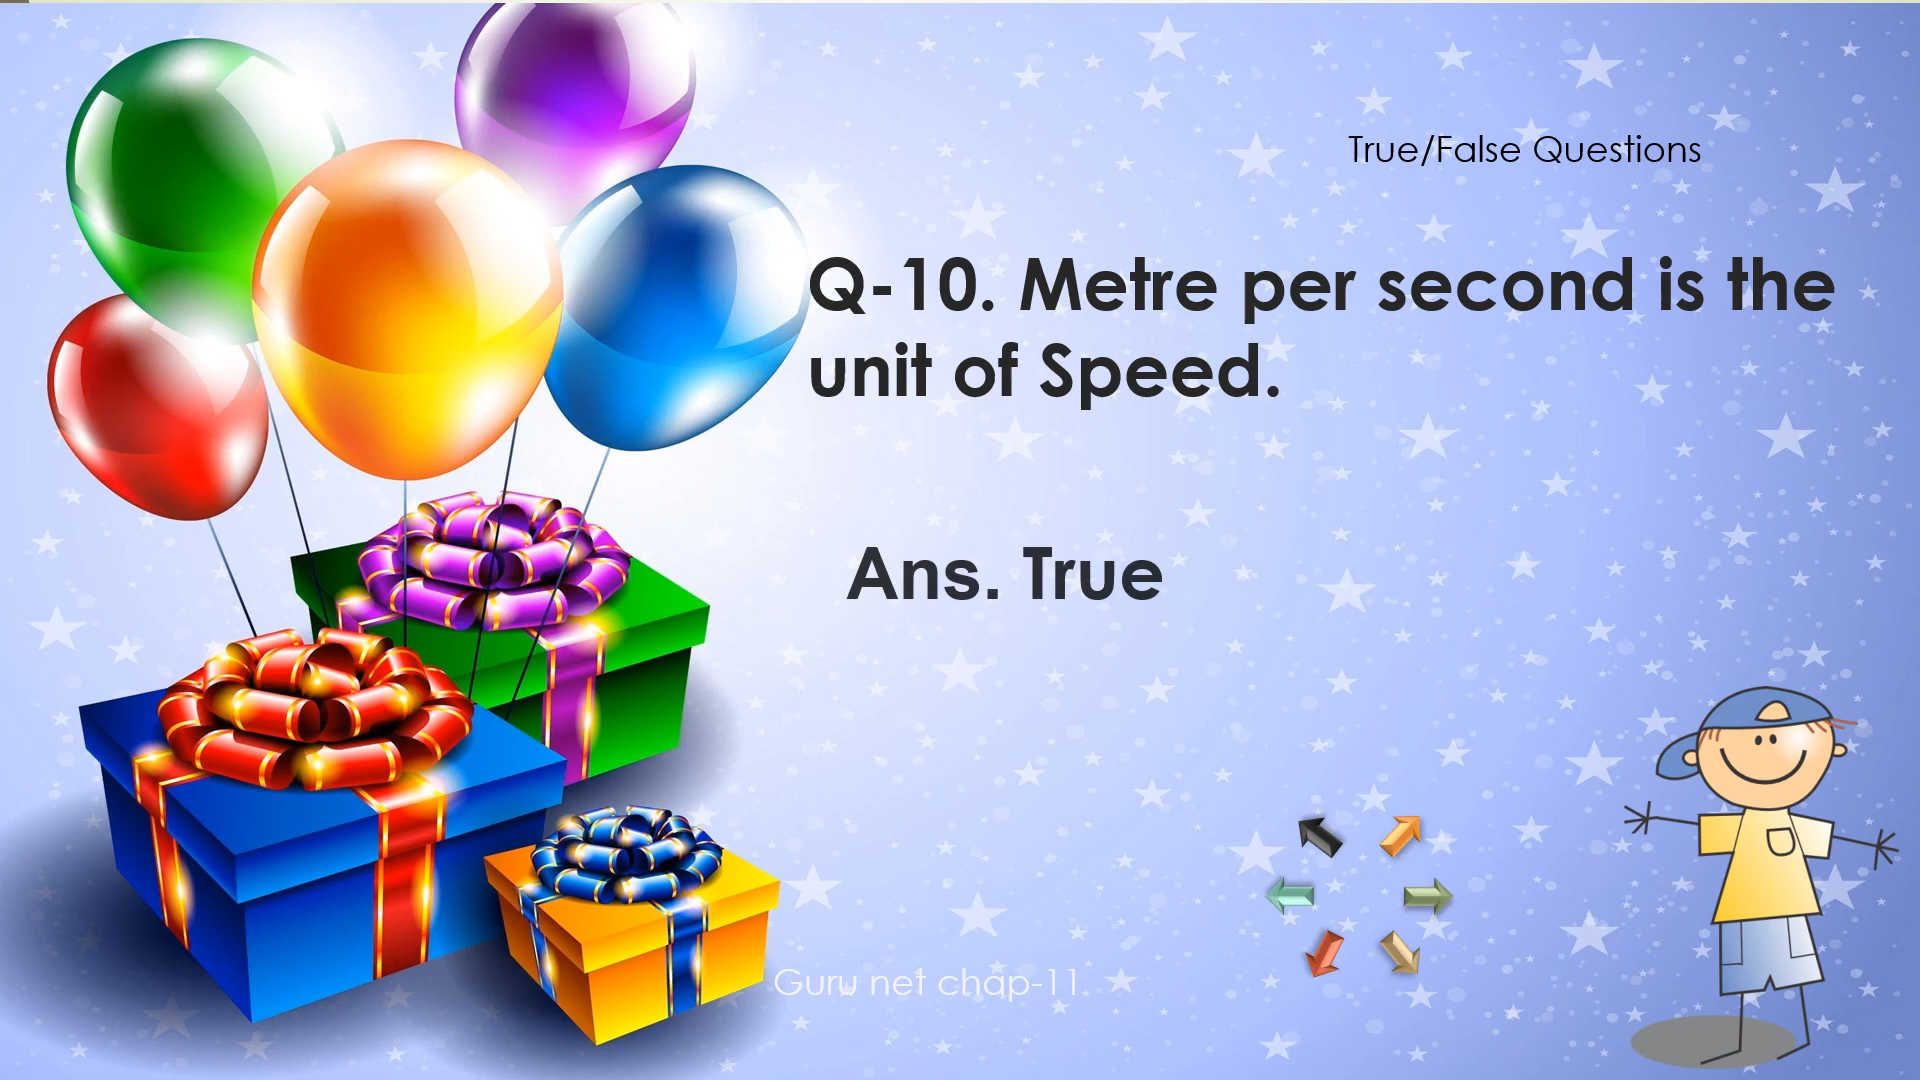 True/False Questions
Q-10. Metre per second is the
unit of Speed.
Ans. True
Guru net chap-11